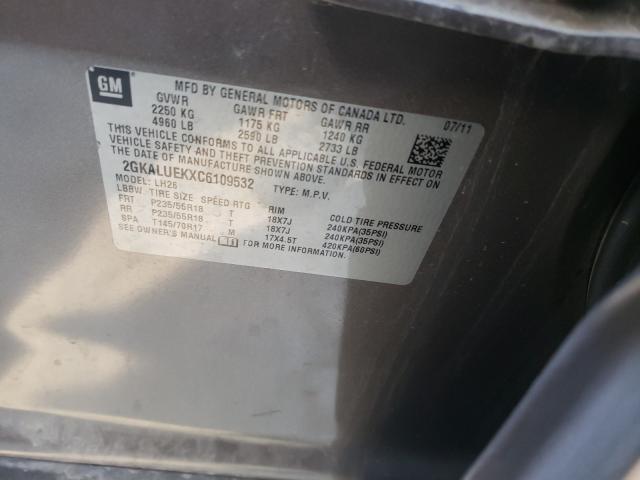 GM
MFD BY GENERAL MOTORS OF CANADA LTD.
07/11
GVWR GAWR FRT GAWR RR
2250 KG 1175 KG 1240 KG
4960 LB 2590 LB 2733 LB
THIS VEHICLE CONFORMS TO ALL APPLICABLE U.S. FEDERAL MOTOR
VEHICLE SAFETY, BUMPER, AND THEFT PREVENTION STANDARDS IN EFFECT ON
THE DATE OF MANUFACTURE SHOWN ABOVE.
2GKALUEKXC6109532 TYPE: M.P.V.
LBBW LH26
TIRE SIZE SPEED RTG RIM COLD TIRE PRESSURE
FRT P235/55R18 T 18X7J 240KPA(35PSI)
RR P235/55R18 T 18X7J 240KPA(35PSI)
SPA T145/70R17 M 17X4.5T 420KPA(60PSI)
SEE OWNER'S MANUAL FOR MORE INFORMATION.